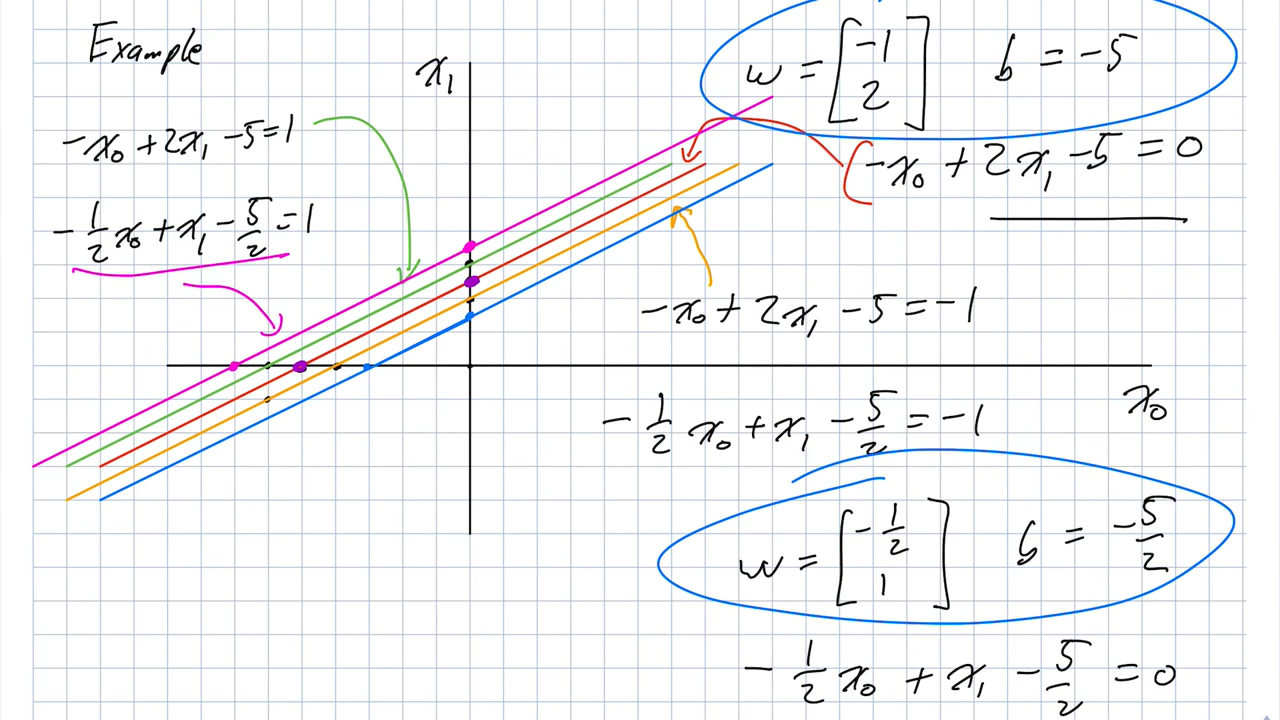 Example
x₁
w = [-1 2] b = -5
-x₀ + 2x₁ - 5 = 1
-x₀ + 2x₁ - 5 = 0
-1/2 x₀ + x₁ - 5/2 = 1
-x₀ + 2x₁ - 5 = -1
x₀
-1/2 x₀ + x₁ - 5/2 = -1
w = [-1/2 1] b = -5/2
-1/2 x₀ + x₁ - 5/2 = 0